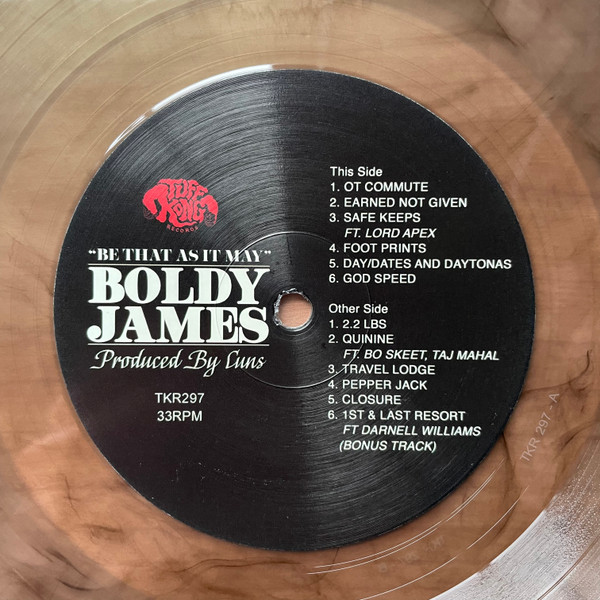 TUFF
KONG
RECORDS
"BE THAT AS IT MAY"
BOLDY
JAMES
Produced By Cuns
TKR297
33RPM
This Side
1. OT COMMUTE
2. EARNED NOT GIVEN
3. SAFE KEEPS
FT. LORD APEX
4. FOOT PRINTS
5. DAY/DATES AND DAYTONAS
6. GOD SPEED
Other Side
1. 2.2 LBS
2. QUININE
FT. BO SKEET, TAJ MAHAL
3. TRAVEL LODGE
4. PEPPER JACK
5. CLOSURE
6. 1ST & LAST RESORT
FT DARNELL WILLIAMS
(BONUS TRACK)
TKR 297 - A